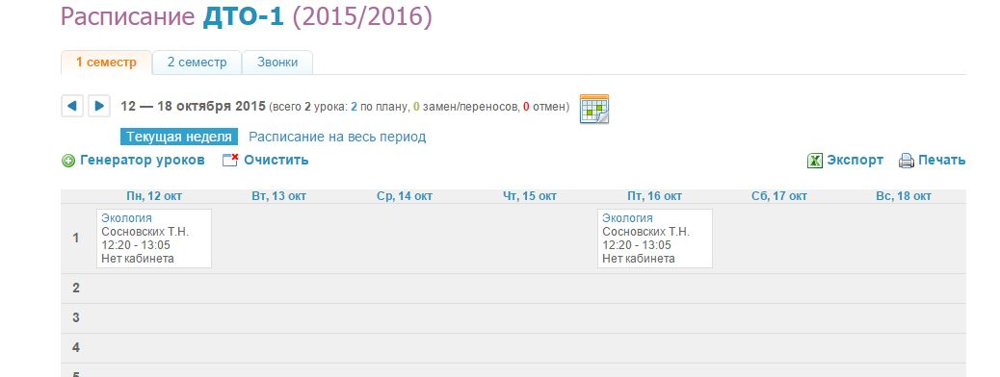 Расписание ДТО-1 (2015/2016)
1 семестр 2 семестр Звонки
12 — 18 октября 2015 (всего 2 урока: 2 по плану, 0 замен/переносов, 0 отмен)
Текущая неделя Расписание на весь период
Генератор уроков Очистить Экспорт Печать
Пн, 12 окт Вт, 13 окт Ср, 14 окт Чт, 15 окт Пт, 16 окт Сб, 17 окт Вс, 18 окт
1
Экология
Сосновских Т.Н.
12:20 - 13:05
Нет кабинета
Экология
Сосновских Т.Н.
12:20 - 13:05
Нет кабинета
2
3
4